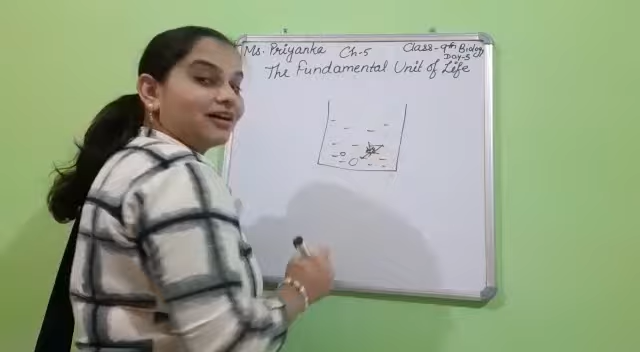 Ms. Priyanka Ch-5 Class-9th Biology
Day-5
The Fundamental Unit of Life